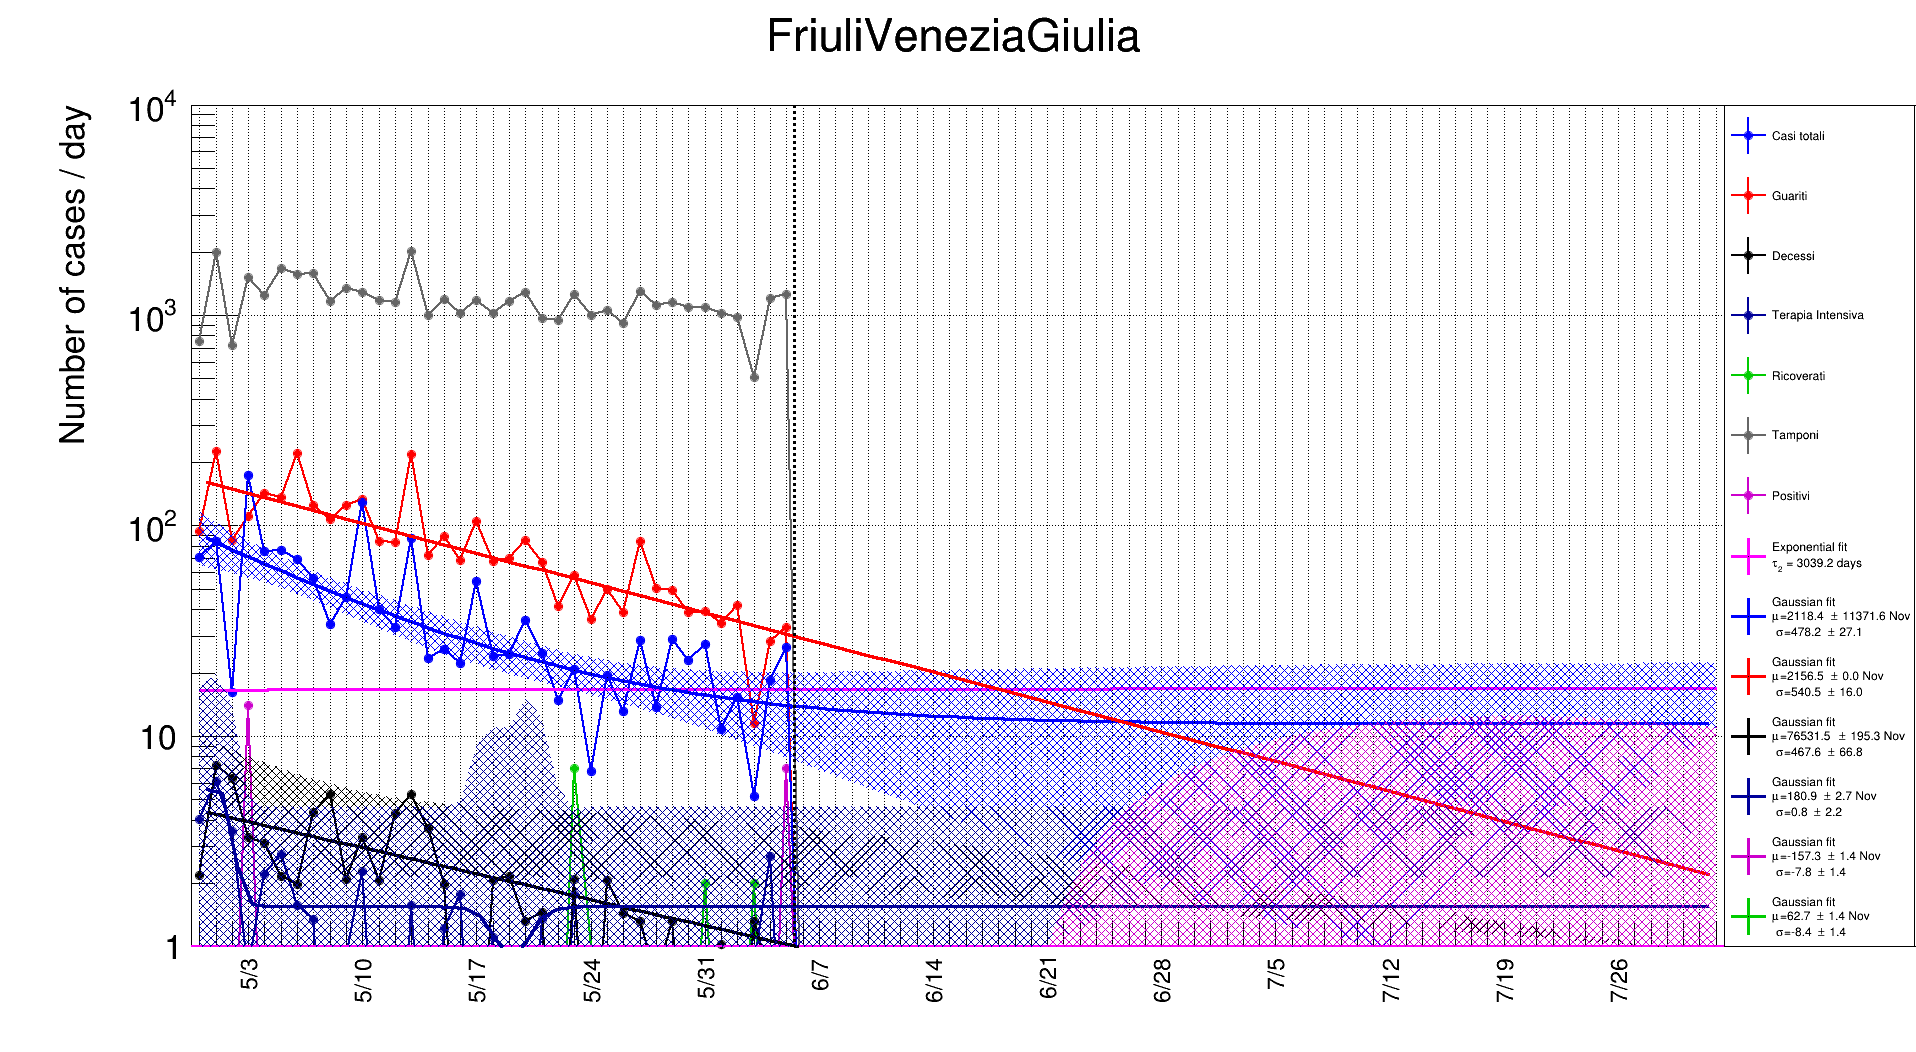 FriuliVeneziaGiulia
Number of cases / day
10^4
10^3
10^2
10
1
5/3
5/10
5/17
5/24
5/31
6/7
6/14
6/21
6/28
7/5
7/12
7/19
7/26
Casi totali
Guariti
Decessi
Terapia Intensiva
Ricoverati
Tamponi
Positivi
Exponential fit
τ₂ = 3039.2 days
Gaussian fit
μ=2118.4 ± 11371.6 Nov
σ=478.2 ± 27.1
Gaussian fit
μ=2156.5 ± 0.0 Nov
σ=540.5 ± 16.0
Gaussian fit
μ=76531.5 ± 195.3 Nov
σ=467.6 ± 66.8
Gaussian fit
μ=180.9 ± 2.7 Nov
σ=0.8 ± 2.2
Gaussian fit
μ=-157.3 ± 1.4 Nov
σ=-7.8 ± 1.4
Gaussian fit
μ=62.7 ± 1.4 Nov
σ=-8.4 ± 1.4